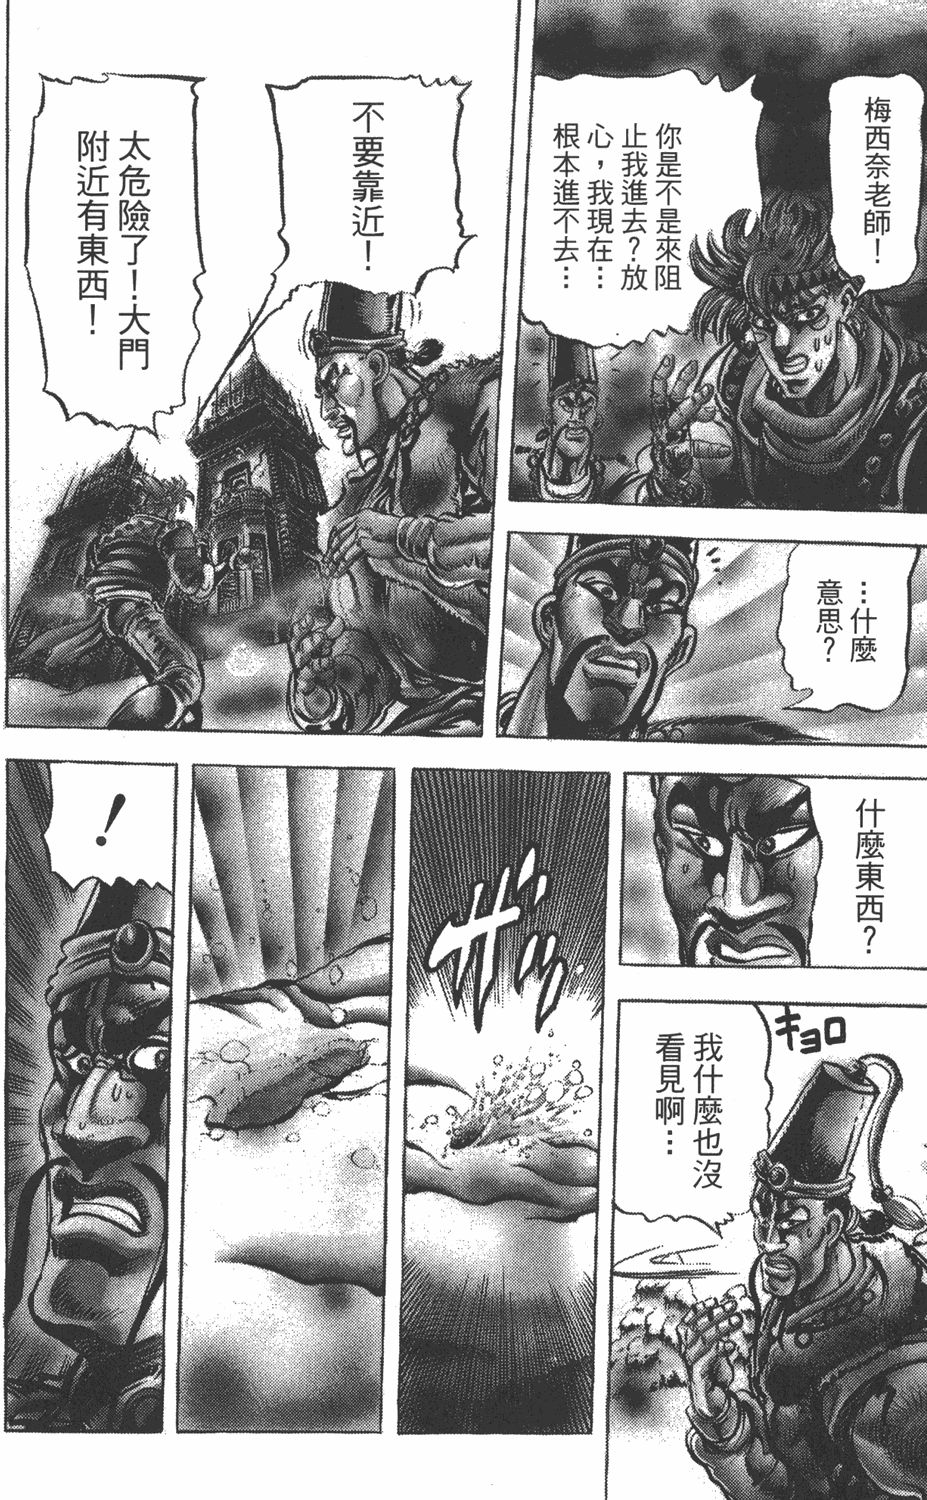 梅西奈老師！
你是不是來阻
止我進去？放
心，我現在…
根本進不去…
不要靠近！
太危險了！大門
附近有東西！
…什麼
意思？
什麼東西？
キョロ
我什麼也沒
看見啊…
ザッ
！